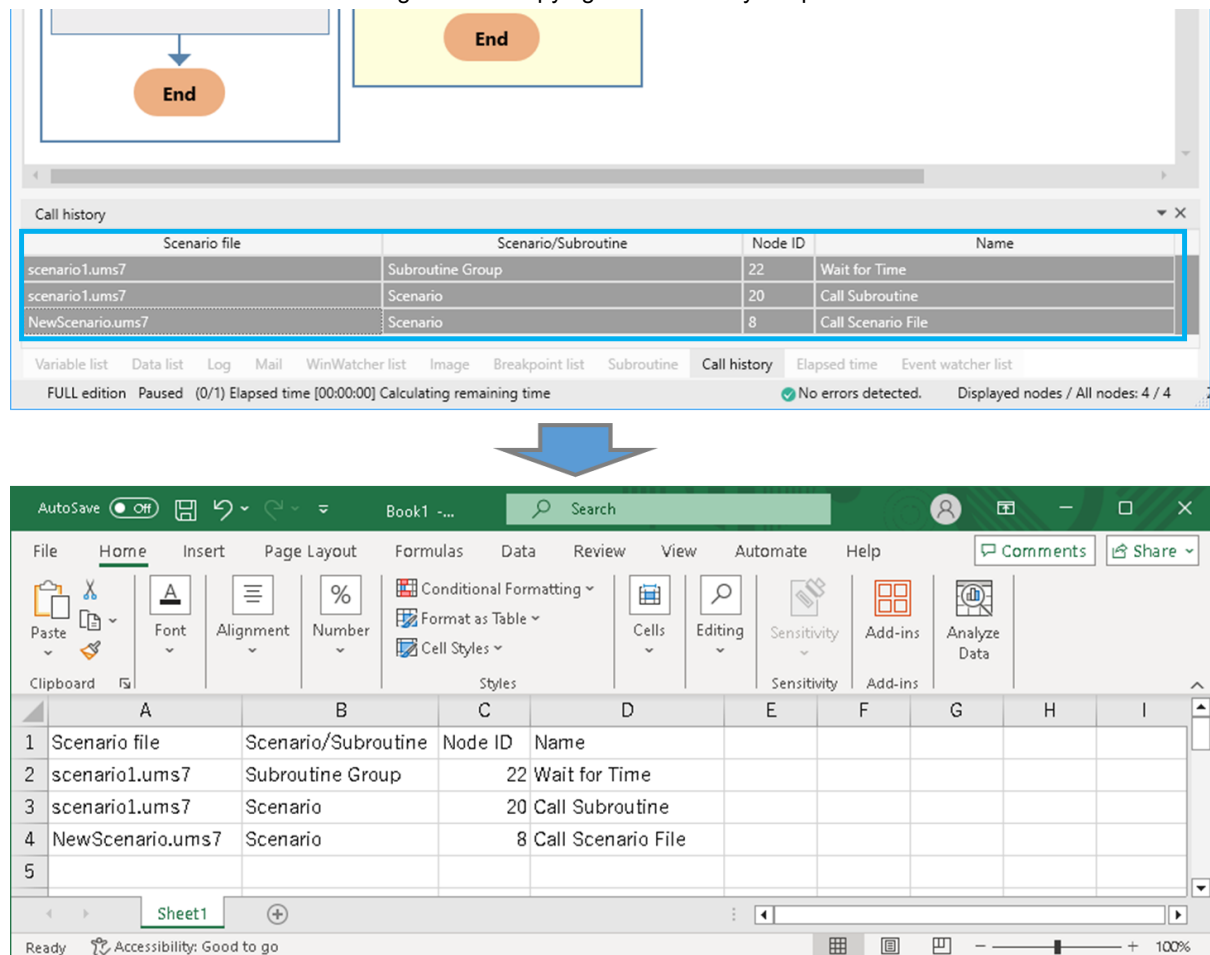 End
End
Call history
Scenario file Scenario/Subroutine Node ID Name
scenario1.ums7 Subroutine Group 22 Wait for Time
scenario1.ums7 Scenario 20 Call Subroutine
NewScenario.ums7 Scenario 8 Call Scenario File
Variable list Data list Log Mail WinWatcher list Image Breakpoint list Subroutine Call history Elapsed time Event watcher list
FULL edition Paused (0/1) Elapsed time [00:00:00] Calculating remaining time No errors detected. Displayed nodes / All nodes: 4 / 4
AutoSave Off Book1 -... Search
File Home Insert Page Layout Formulas Data Review View Automate Help Comments Share
Paste Font Alignment Number Conditional Formatting Format as Table Cell Styles Cells Editing Sensitivity Add-ins Analyze Data
Clipboard Styles Sensitivity Add-ins
A B C D E F G H I
1 Scenario file Scenario/Subroutine Node ID Name
2 scenario1.ums7 Subroutine Group 22 Wait for Time
3 scenario1.ums7 Scenario 20 Call Subroutine
4 NewScenario.ums7 Scenario 8 Call Scenario File
5
Sheet1
Ready Accessibility: Good to go 100%